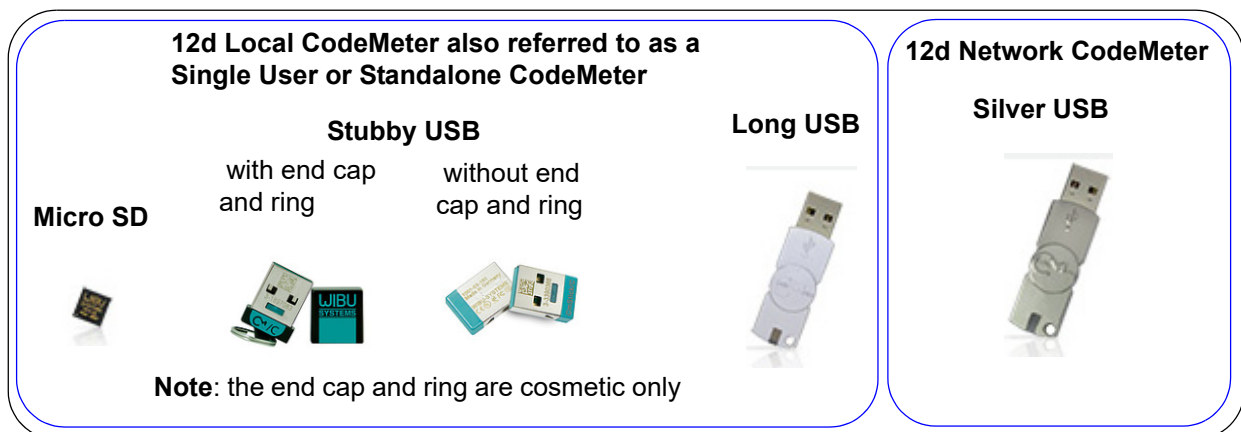 12d Local CodeMeter also referred to as a
Single User or Standalone CodeMeter
Stubby USB
with end cap
and ring
without end
cap and ring
Micro SD
Long USB
WIBU
SYSTEMS
Note: the end cap and ring are cosmetic only
12d Network CodeMeter
Silver USB